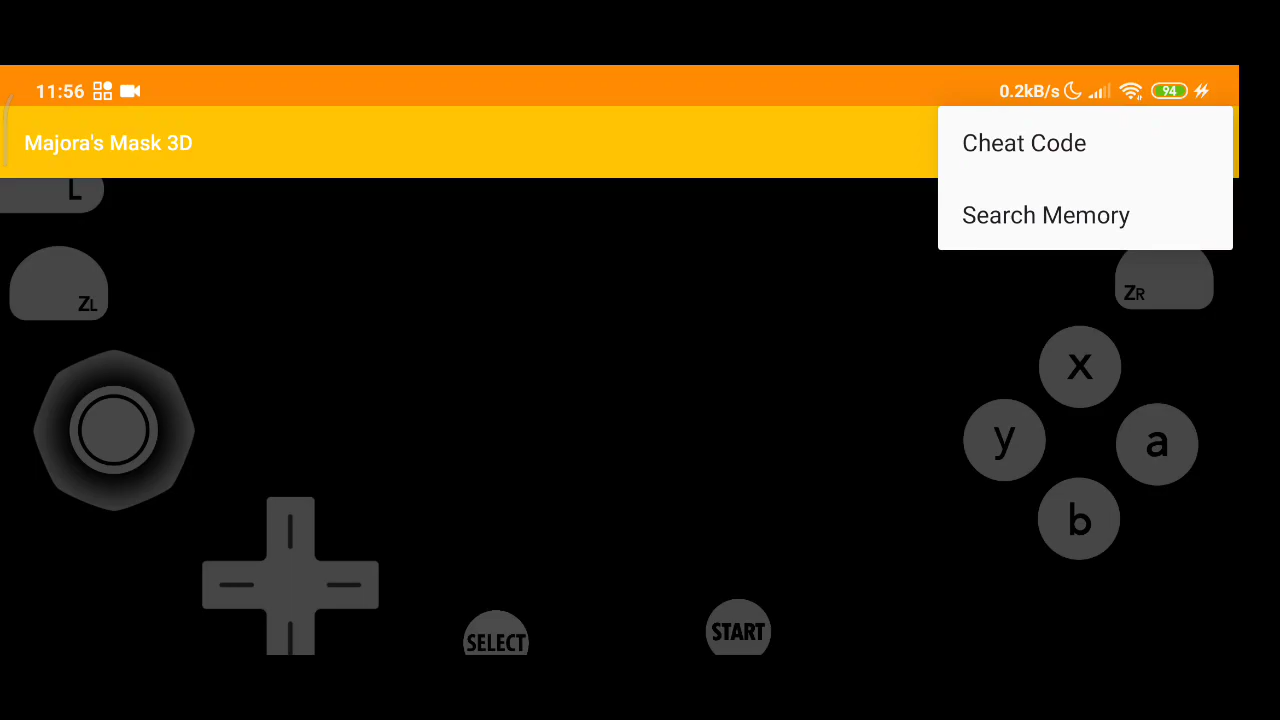 11:56 0.2kB/s 94
Majora's Mask 3D
Cheat Code
Search Memory
L
ZL
ZR
x
y
a
b
SELECT
START